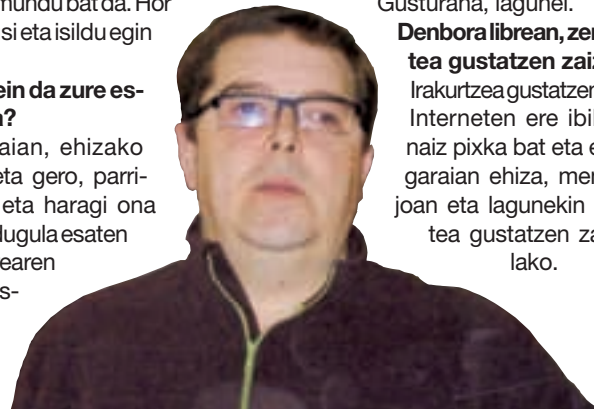 mundu bat da. Hor
si eta isildu egin
ein da zure es-
a?
aian, ehizako
eta gero, parri-
eta haragi ona
dugula esaten
earen
s-
Gusturana, lagunei.
Denbora librean, zer
tea gustatzen zaiz
Irakurtzea gustatzen
Interneten ere ibil
naiz pixka bat eta e
garaian ehiza, men
joan eta lagunekin
tea gustatzen za
lako.